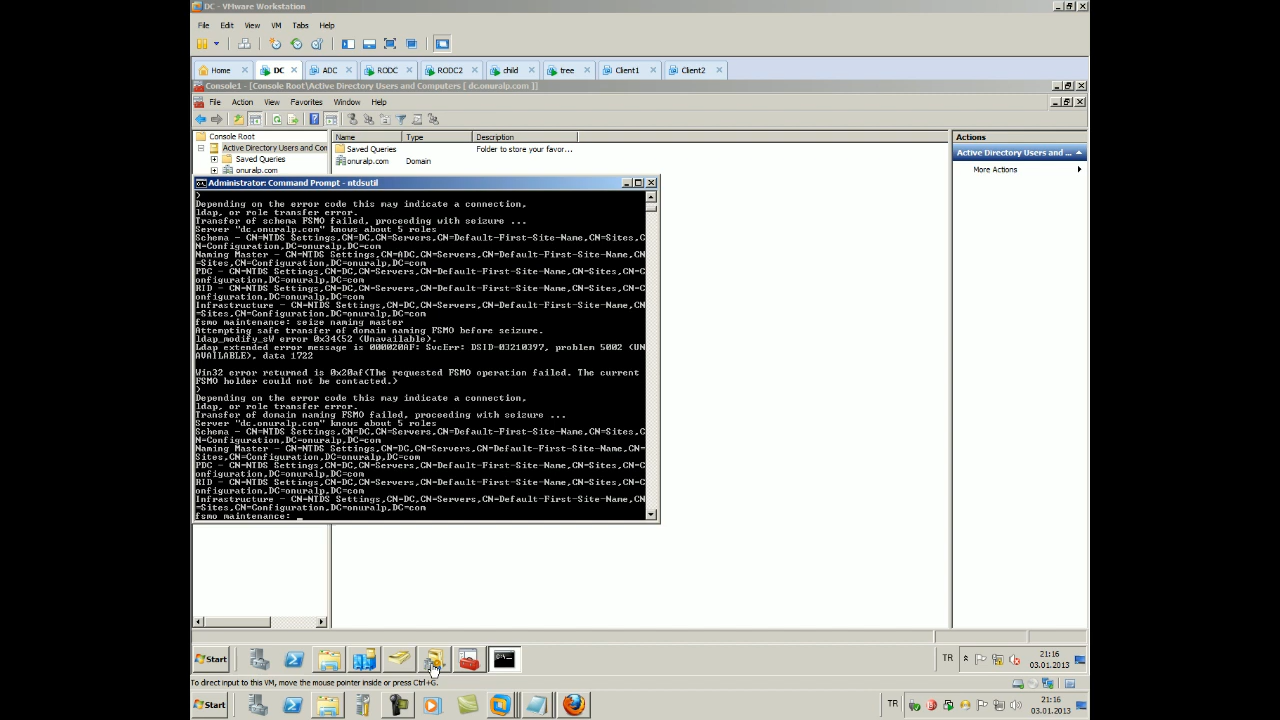 DC - VMware Workstation
File Edit View VM Tabs Help
Home DC ADC RODC RODC2 child tree Client1 Client2
Console1 - [Console Root\Active Directory Users and Computers [ dc.onuralp.com ]]
File Action View Favorites Window Help
Console Root
Active Directory Users and Con
Saved Queries
onuralp.com
Name Type Description
Saved Queries Folder to store your favor...
onuralp.com Domain
Actions
Active Directory Users and ...
More Actions
Administrator: Command Prompt - ntdsutil
)
Depending on the error code this may indicate a connection,
ldap, or role transfer error.
Transfer of schema FSMO failed, proceeding with seizure ...
Server "dc.onuralp.com" knows about 5 roles
Schema - CN=NTDS Settings,CN=DC,CN=Servers,CN=Default-First-Site-Name,CN=Sites,C
N=Configuration,DC=onuralp,DC=com
Naming Master - CN=NTDS Settings,CN=ADC,CN=Servers,CN=Default-First-Site-Name,CN
=Sites,CN=Configuration,DC=onuralp,DC=com
PDC - CN=NTDS Settings,CN=DC,CN=Servers,CN=Default-First-Site-Name,CN=Sites,CN=C
onfiguration,DC=onuralp,DC=com
RID - CN=NTDS Settings,CN=DC,CN=Servers,CN=Default-First-Site-Name,CN=Sites,CN=C
onfiguration,DC=onuralp,DC=com
Infrastructure - CN=NTDS Settings,CN=DC,CN=Servers,CN=Default-First-Site-Name,CN
=Sites,CN=Configuration,DC=onuralp,DC=com
fsmo maintenance: seize naming master
Attempting safe transfer of domain naming FSMO before seizure.
ldap_modify_sW error 0x34(52 (Unavailable).
Ldap extended error message is 000020AF: SvcErr: DSID-03210397, problem 5002 (UN
AVAILABLE), data 1722
Win32 error returned is 0x20af(The requested FSMO operation failed. The current
FSMO holder could not be contacted.)
)
Depending on the error code this may indicate a connection,
ldap, or role transfer error.
Transfer of domain naming FSMO failed, proceeding with seizure ...
Server "dc.onuralp.com" knows about 5 roles
Schema - CN=NTDS Settings,CN=DC,CN=Servers,CN=Default-First-Site-Name,CN=Sites,C
N=Configuration,DC=onuralp,DC=com
Naming Master - CN=NTDS Settings,CN=DC,CN=Servers,CN=Default-First-Site-Name,CN=
Sites,CN=Configuration,DC=onuralp,DC=com
PDC - CN=NTDS Settings,CN=DC,CN=Servers,CN=Default-First-Site-Name,CN=Sites,CN=C
onfiguration,DC=onuralp,DC=com
RID - CN=NTDS Settings,CN=DC,CN=Servers,CN=Default-First-Site-Name,CN=Sites,CN=C
onfiguration,DC=onuralp,DC=com
Infrastructure - CN=NTDS Settings,CN=DC,CN=Servers,CN=Default-First-Site-Name,CN
=Sites,CN=Configuration,DC=onuralp,DC=com
fsmo maintenance: _
Start TR 21:16
03.01.2013
To direct input to this VM, move the mouse pointer inside or press Ctrl+G.
Start TR 21:16
03.01.2013